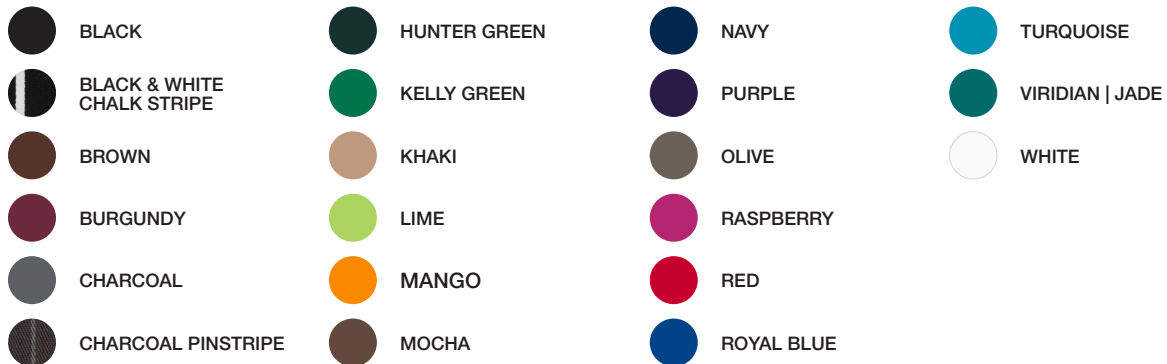 BLACK
BLACK & WHITE
CHALK STRIPE
BROWN
BURGUNDY
CHARCOAL
CHARCOAL PINSTRIPE
HUNTER GREEN
KELLY GREEN
KHAKI
LIME
MANGO
MOCHA
NAVY
PURPLE
OLIVE
RASPBERRY
RED
ROYAL BLUE
TURQUOISE
VIRIDIAN | JADE
WHITE